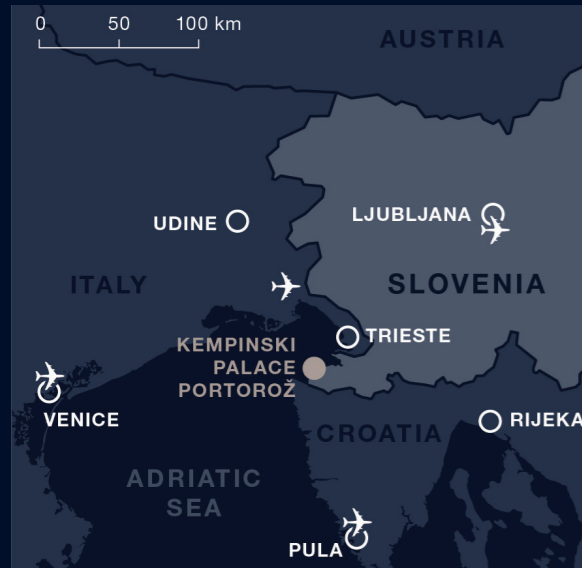 0 50 100 km
AUSTRIA
UDINE
LJUBLJANA
ITALY
SLOVENIA
TRIESTE
KEMPINSKI
PALACE
PORTOROŽ
VENICE
CROATIA
RIJEKA
ADRIATIC
SEA
PULA